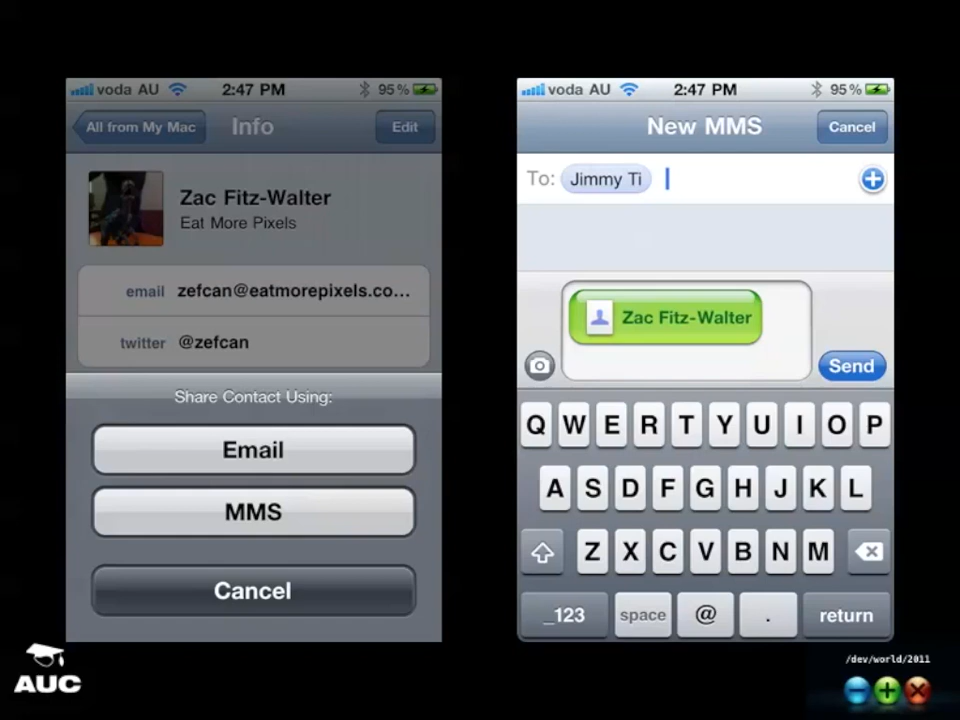 voda AU 2:47 PM 95%
All from My Mac Info Edit
Zac Fitz-Walter
Eat More Pixels
email zefcan@eatmorepixels.co...
twitter @zefcan
Share Contact Using:
Email
MMS
Cancel
voda AU 2:47 PM 95%
New MMS Cancel
To: Jimmy Ti
Zac Fitz-Walter
Send
Q W E R T Y U I O P
A S D F G H J K L
Z X C V B N M
_123 space @ . return
AUC
/dev/world/2011